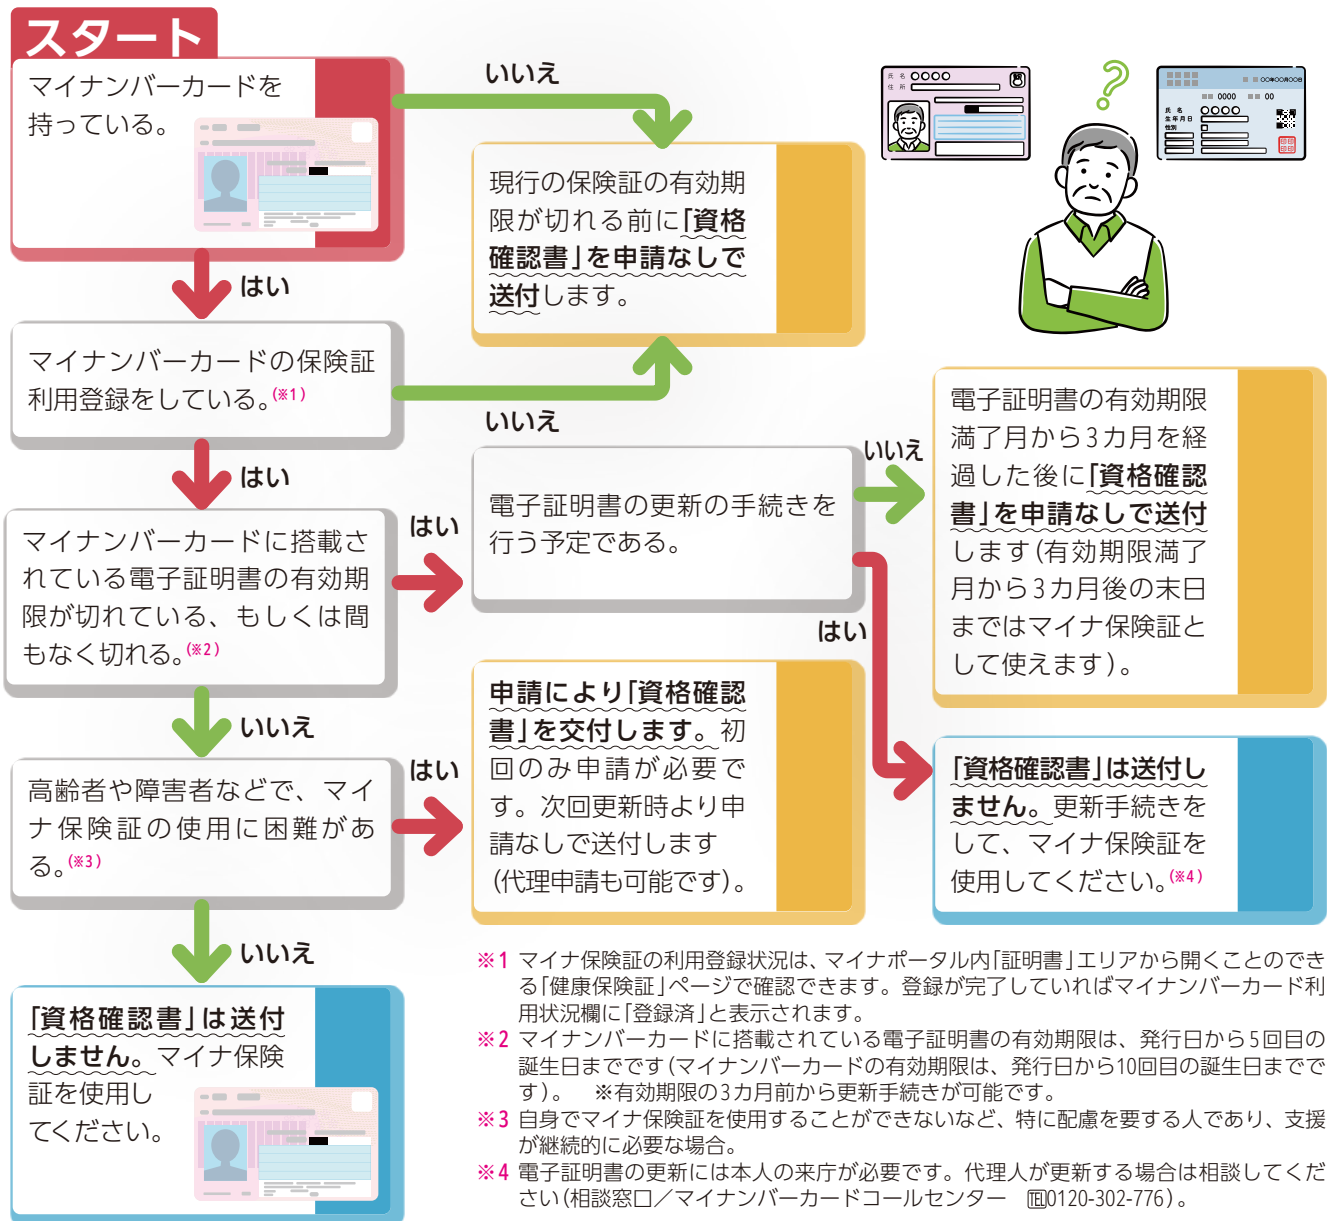 スタート
マイナンバーカードを
持っている。
いいえ
はい
現行の保険証の有効期
限が切れる前に「資格
確認書」を申請なしで
送付します。
氏 名 〇〇〇〇
住 所
?
〇〇年〇〇月〇〇日
0000 00
氏 名 〇〇〇〇
生年月日
性別
マイナンバーカードの保険証
利用登録をしている。(※1)
いいえ
はい
マイナンバーカードに搭載さ
れている電子証明書の有効期
限が切れている、もしくは間
もなく切れる。(※2)
はい
電子証明書の更新の手続きを
行う予定である。
いいえ
電子証明書の有効期限
満了月から3カ月を経
過した後に「資格確認
書」を申請なしで送付
します(有効期限満了
月から3カ月後の末日
まではマイナ保険証と
して使えます)。
はい
「資格確認書」は送付し
ません。更新手続きを
して、マイナ保険証を
使用してください。(※4)
いいえ
高齢者や障害者などで、マイ
ナ保険証の使用に困難があ
る。(※3)
はい
申請により「資格確認
書」を交付します。初
回のみ申請が必要で
す。次回更新時より申
請なしで送付します
(代理申請も可能です)。
いいえ
「資格確認書」は送付
しません。マイナ保険
証を使用し
てください。
※1 マイナ保険証の利用登録状況は、マイナポータル内「証明書」エリアから開くことのでき
る「健康保険証」ページで確認できます。登録が完了していればマイナンバーカード利
用状況欄に「登録済」と表示されます。
※2 マイナンバーカードに搭載されている電子証明書の有効期限は、発行日から5回目の
誕生日までです(マイナンバーカードの有効期限は、発行日から10回目の誕生日までで
す)。 ※有効期限の3カ月前から更新手続きが可能です。
※3 自身でマイナ保険証を使用することができないなど、特に配慮を要する人であり、支援
が継続的に必要な場合。
※4 電子証明書の更新には本人の来庁が必要です。代理人が更新する場合は相談してくだ
さい(相談窓口/マイナンバーカードコールセンター ℡0120-302-776)。